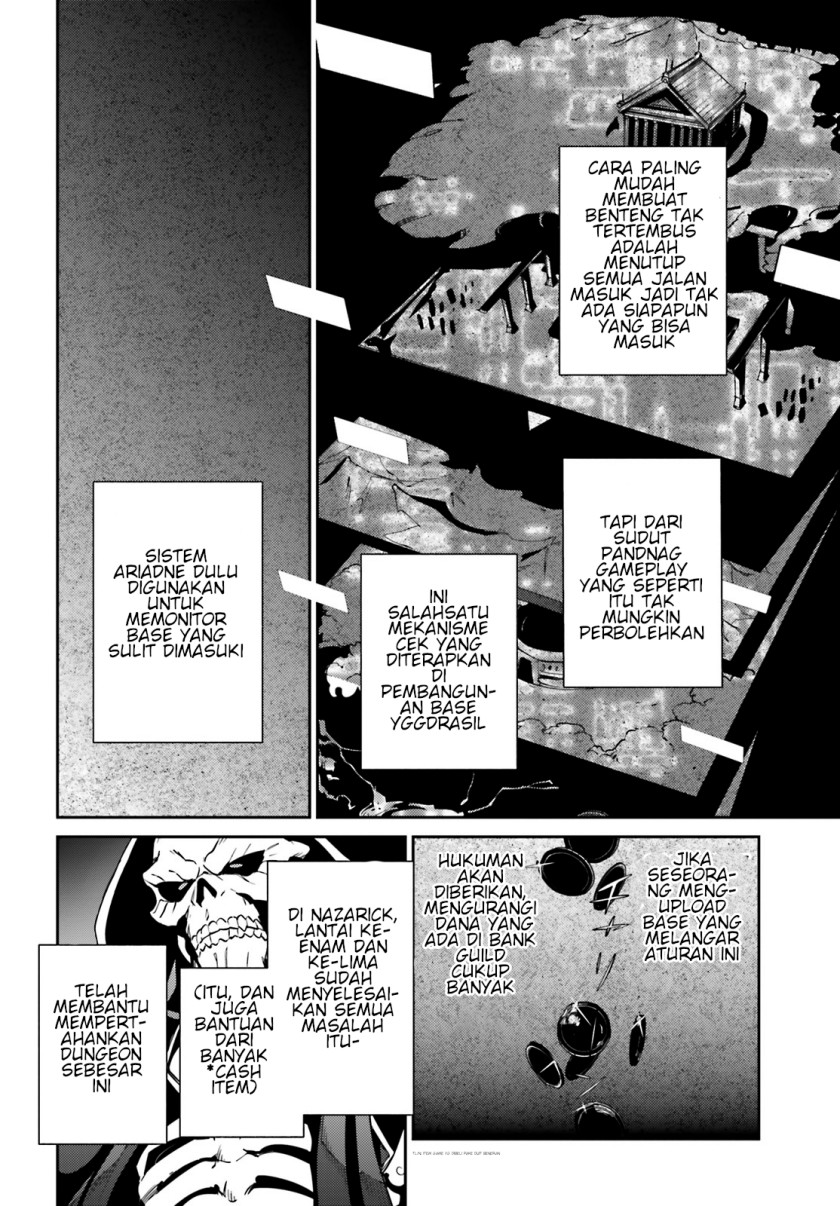 CARA PALING
MUDAH
MEMBUAT
BENTENG TAK
TERTEMBUS
ADALAH
MENUTUP
SEMUA JALAN
MASUK JADI TAK
ADA SIAPAPUN
YANG BISA
MASUK
TAPI DARI
SUDUT
PANDNAG
GAMEPLAY
YANG SEPERTI
ITU TAK
MUNGKIN
PERBOLEHKAN
INI
SALAHSATU
MEKANISME
CEK YANG
DITERAPKAN
DI
PEMBANGUN-
AN BASE
YGGDRASIL
SISTEM
ARIADNE DULU
DIGUNAKAN
UNTUK
MEMONITOR
BASE YANG
SULIT DIMASUKI
JIKA
SESEORA-
NG MENG-
UPLOAD
BASE YANG
MELANGAR
ATURAN INI
HUKUMAN
AKAN
DIBERIKAN,
MENGURANGI
DANA YANG
ADA DI BANK
GUILD
CUKUP
BANYAK
DI NAZARICK,
LANTAI KE-
ENAM DAN
KE-LIMA
SUDAH
MENYELESAI-
KAN SEMUA
MASALAH
ITU-
(ITU, DAN
JUGA
BANTUAN
DARI
BANYAK
*CASH
ITEM)
TELAH
MEMBANTU
MEMPERT-
AHANKAN
DUNGEON
SEBESAR
INI